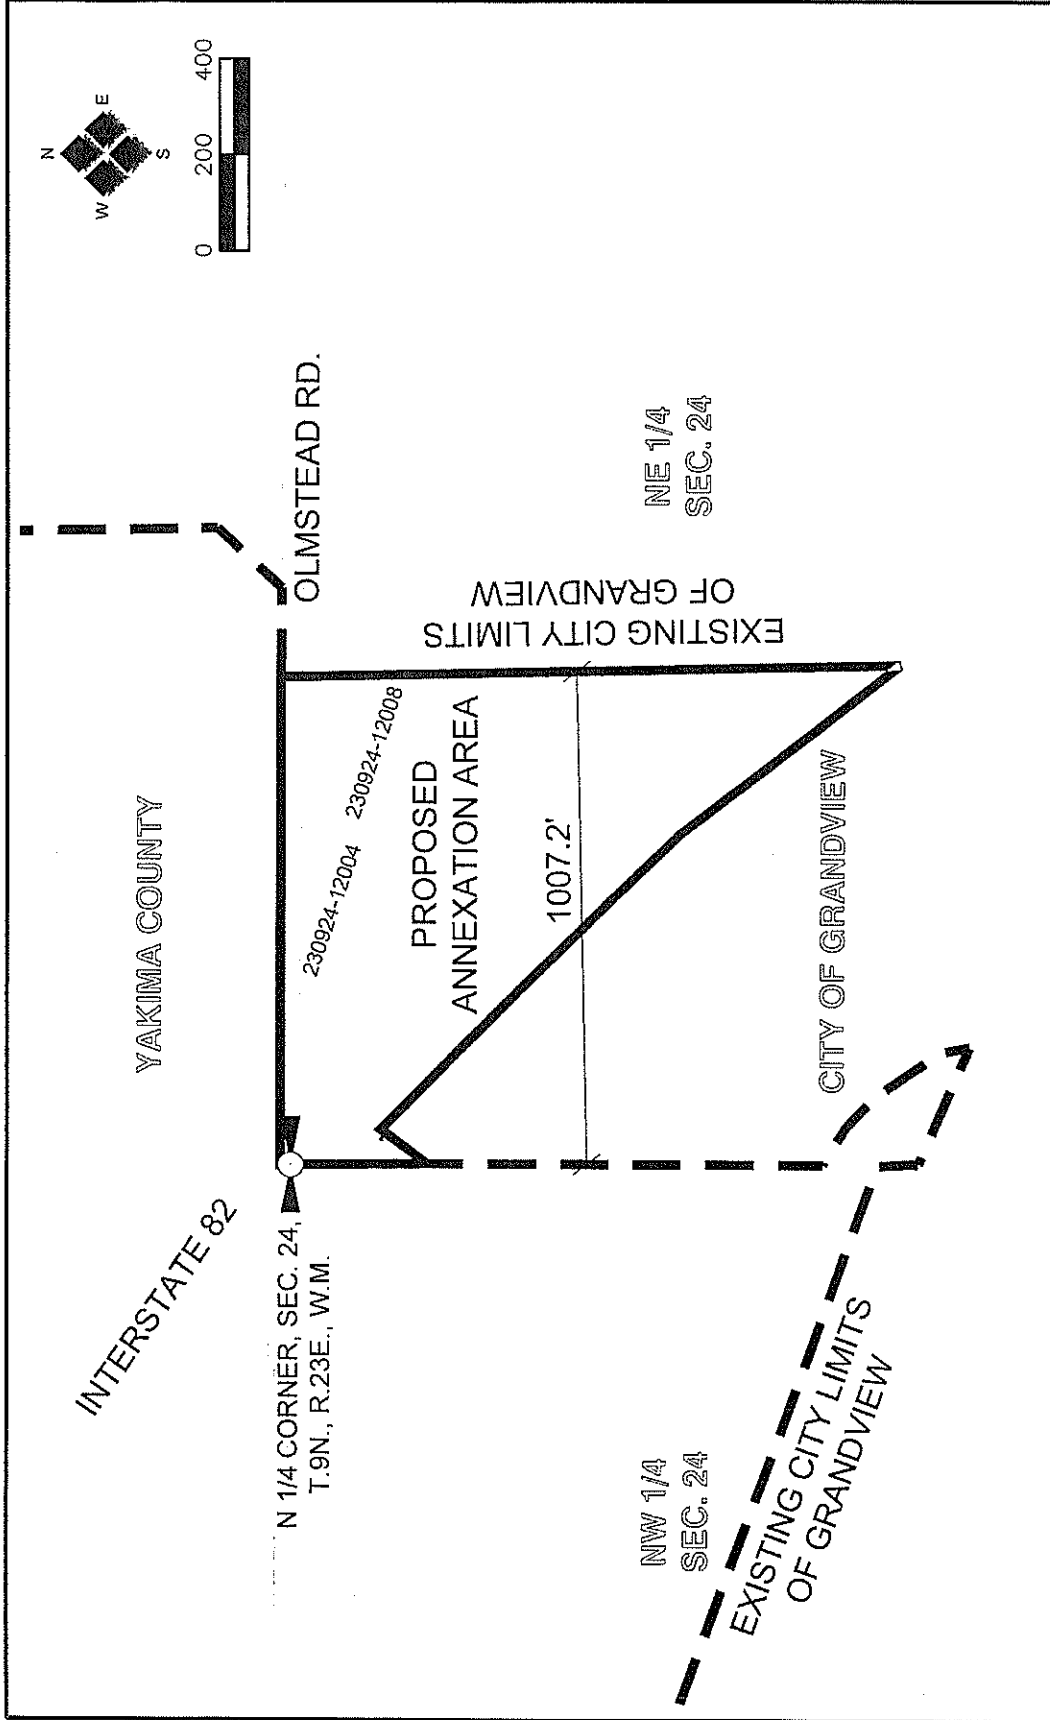 N
W
E
S
0
200
400
YAKIMA COUNTY
INTERSTATE 82
N 1/4 CORNER, SEC. 24,
T.9N., R.23E., W.M.
OLMSTEAD RD.
230924-12004
230924-12008
PROPOSED
ANNEXATION AREA
1007.2'
EXISTING CITY LIMITS
OF GRANDVIEW
NE 1/4
SEC. 24
CITY OF GRANDVIEW
NW 1/4
SEC. 24
EXISTING CITY LIMITS
OF GRANDVIEW